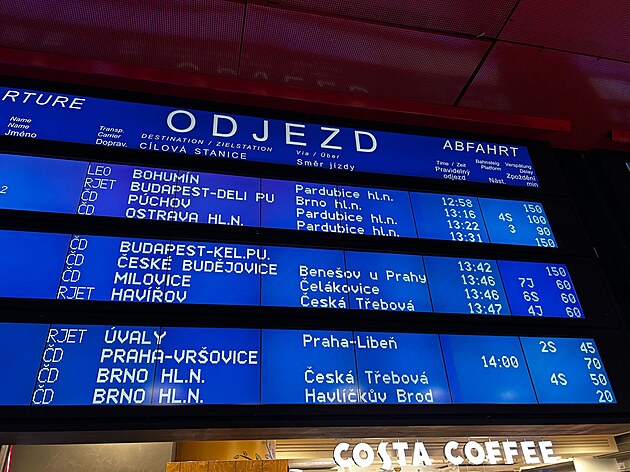 RTURE ODJEZD ABFAHRT
Name Transp. DESTINATION / ZIELSTATION Via / Über Time / Zeit Bahnsteig Verspätung
Name Carrier CÍLOVÁ STANICE Směr jízdy Pravidelný Platform Delay
Jméno Doprav. odjezd Nást. Zpoždění
min
LEO BOHUMÍN Pardubice hl.n. 12:58 150
RJET BUDAPEST-DELI PU Brno hl.n. 13:16 4S 100
2 ČD PÚCHOV Pardubice hl.n. 13:22 3 90
ČD OSTRAVA HL.N. Pardubice hl.n. 13:31 150
ČD BUDAPEST-KEL.PU. 13:42 150
ČD ČESKÉ BUDĚJOVICE Benešov u Prahy 13:46 7J 60
ČD MILOVICE Čelákovice 13:46 6S 60
RJET HAVÍŘOV Česká Třebová 13:47 4J 60
RJET ÚVALY Praha-Libeň 2S 45
ČD PRAHA-VRŠOVICE 14:00 70
ČD BRNO HL.N. Česká Třebová 4S 50
ČD BRNO HL.N. Havlíčkův Brod 20
COSTA COFFEE